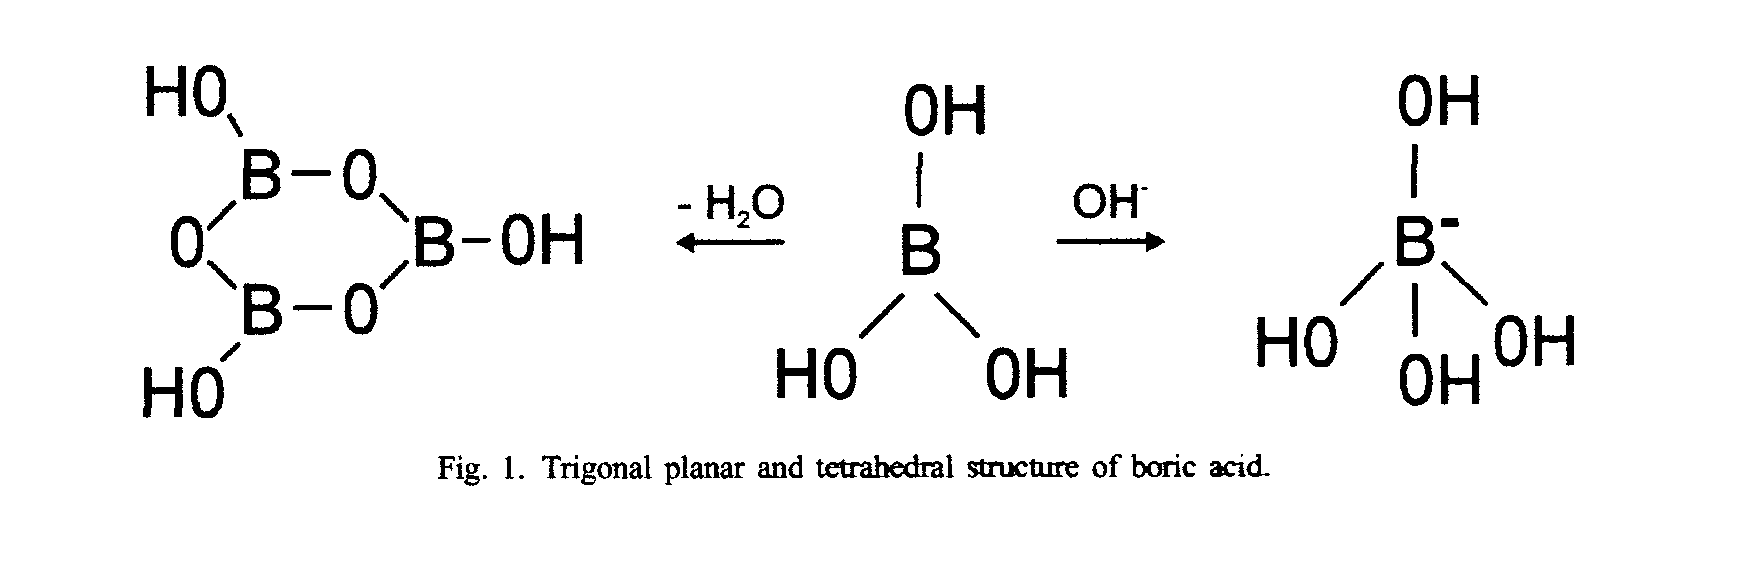 HO
B-O
O
B-OH
B-O
HO
- H₂O
OH
B
HO OH
OH⁻
OH
B⁻
HO OH OH
Fig. 1. Trigonal planar and tetrahedral structure of boric acid.